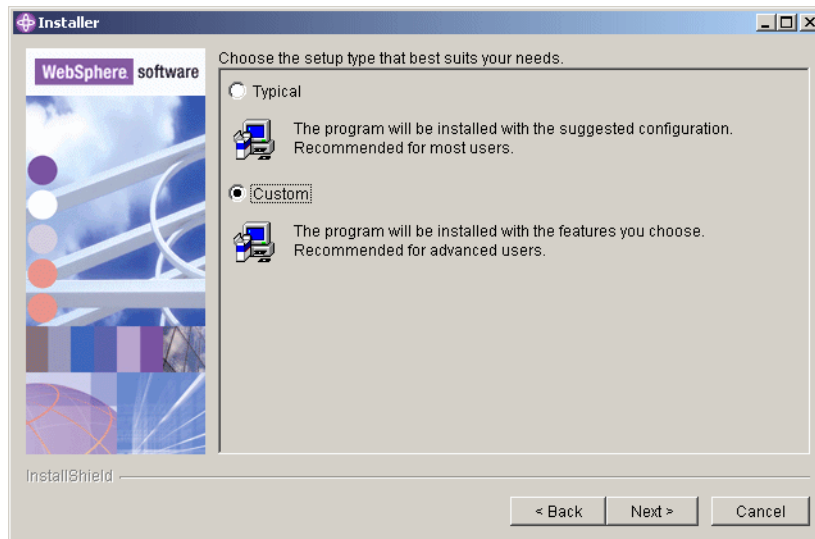 Installer
WebSphere software
Choose the setup type that best suits your needs.
Typical
The program will be installed with the suggested configuration.
Recommended for most users.
Custom
The program will be installed with the features you choose.
Recommended for advanced users.
InstallShield
< Back
Next >
Cancel